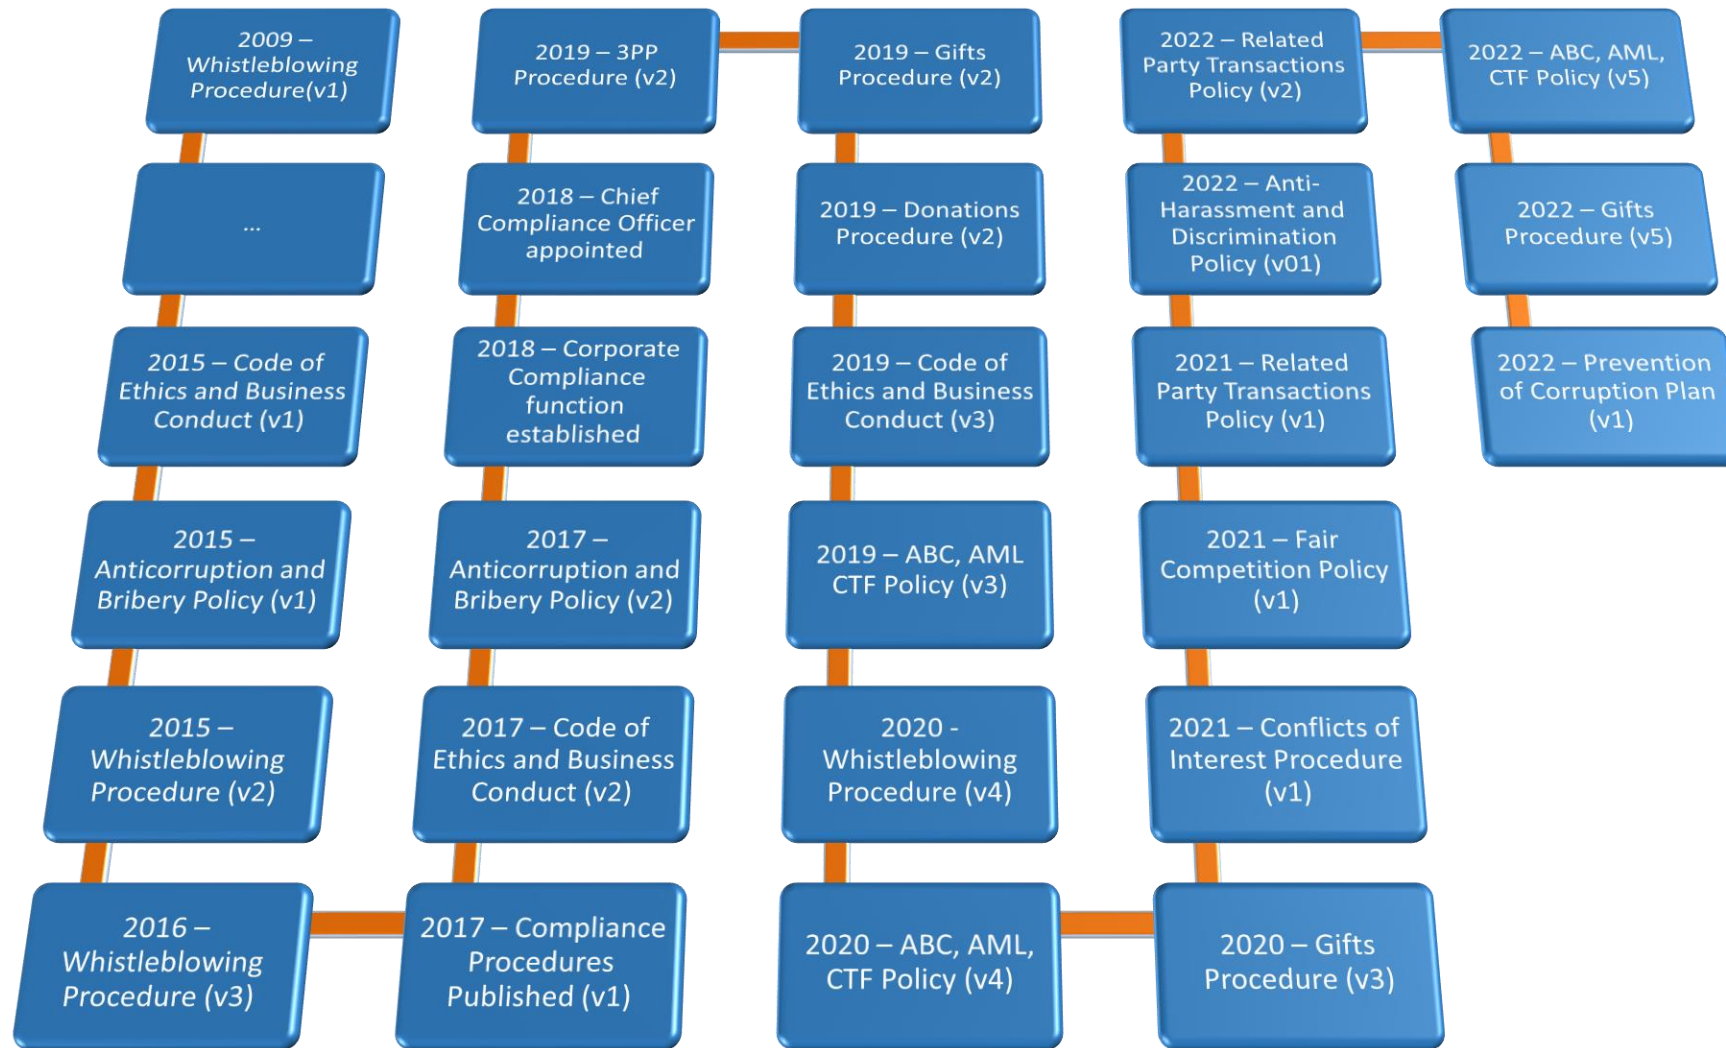 2009 –
Whistleblowing
Procedure(v1)
...
2015 – Code of
Ethics and Business
Conduct (v1)
2015 –
Anticorruption and
Bribery Policy (v1)
2015 –
Whistleblowing
Procedure (v2)
2016 –
Whistleblowing
Procedure (v3)
2017 – Compliance
Procedures
Published (v1)
2017 – Code of
Ethics and Business
Conduct (v2)
2017 –
Anticorruption and
Bribery Policy (v2)
2018 – Corporate
Compliance
function
established
2018 – Chief
Compliance Officer
appointed
2019 – 3PP
Procedure (v2)
2019 – Gifts
Procedure (v2)
2019 – Donations
Procedure (v2)
2019 – Code of
Ethics and Business
Conduct (v3)
2019 – ABC, AML
CTF Policy (v3)
2020 -
Whistleblowing
Procedure (v4)
2020 – ABC, AML,
CTF Policy (v4)
2020 – Gifts
Procedure (v3)
2021 – Conflicts of
Interest Procedure
(v1)
2021 – Fair
Competition Policy
(v1)
2021 – Related
Party Transactions
Policy (v1)
2022 – Anti-
Harassment and
Discrimination
Policy (v01)
2022 – Related
Party Transactions
Policy (v2)
2022 – ABC, AML,
CTF Policy (v5)
2022 – Gifts
Procedure (v5)
2022 – Prevention
of Corruption Plan
(v1)